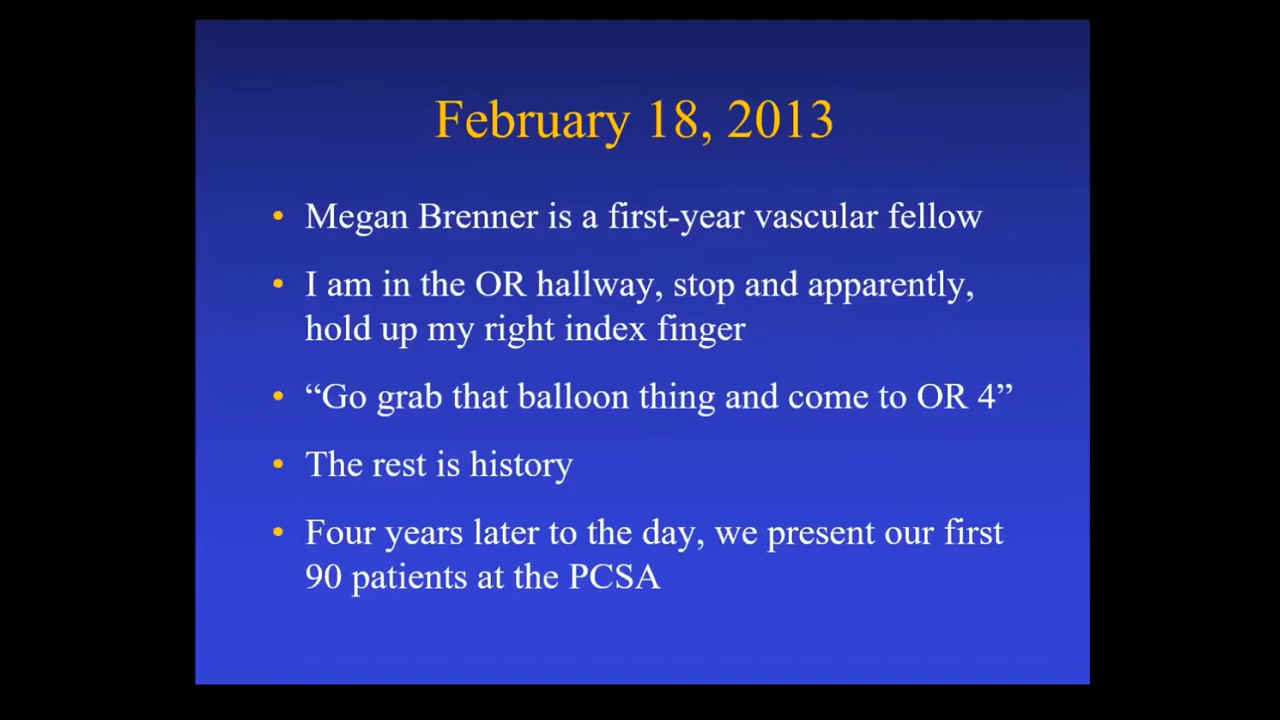 February 18, 2013
• Megan Brenner is a first-year vascular fellow
• I am in the OR hallway, stop and apparently,
hold up my right index finger
• “Go grab that balloon thing and come to OR 4”
• The rest is history
• Four years later to the day, we present our first
90 patients at the PCSA